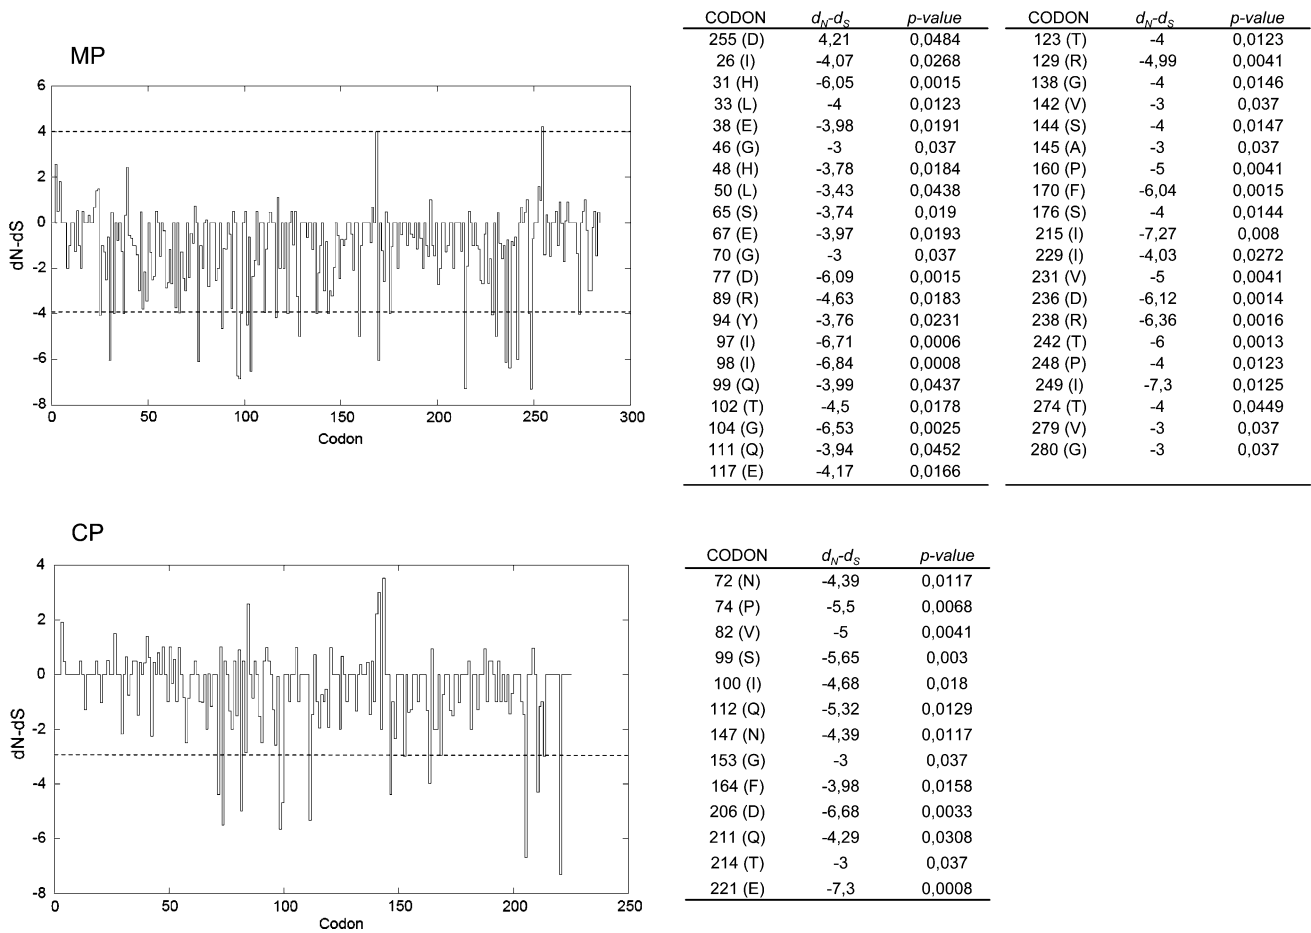 MP
6
4
2
0
-2
-4
-6
-8
dN-dS
0 50 100 150 200 250 300
Codon
CODON dN-dS p-value
255 (D) 4,21 0,0484
26 (I) -4,07 0,0268
31 (H) -6,05 0,0015
33 (L) -4 0,0123
38 (E) -3,98 0,0191
46 (G) -3 0,037
48 (H) -3,78 0,0184
50 (L) -3,43 0,0438
65 (S) -3,74 0,019
67 (E) -3,97 0,0193
70 (G) -3 0,037
77 (D) -6,09 0,0015
89 (R) -4,63 0,0183
94 (Y) -3,76 0,0231
97 (I) -6,71 0,0006
98 (I) -6,84 0,0008
99 (Q) -3,99 0,0437
102 (T) -4,5 0,0178
104 (G) -6,53 0,0025
111 (Q) -3,94 0,0452
117 (E) -4,17 0,0166
CODON dN-dS p-value
123 (T) -4 0,0123
129 (R) -4,99 0,0041
138 (G) -4 0,0146
142 (V) -3 0,037
144 (S) -4 0,0147
145 (A) -3 0,037
160 (P) -5 0,0041
170 (F) -6,04 0,0015
176 (S) -4 0,0144
215 (I) -7,27 0,008
229 (I) -4,03 0,0272
231 (V) -5 0,0041
236 (D) -6,12 0,0014
238 (R) -6,36 0,0016
242 (T) -6 0,0013
248 (P) -4 0,0123
249 (I) -7,3 0,0125
274 (T) -4 0,0449
279 (V) -3 0,037
280 (G) -3 0,037
CP
4
2
0
-2
-4
-6
-8
dN-dS
0 50 100 150 200 250
Codon
CODON dN-dS p-value
72 (N) -4,39 0,0117
74 (P) -5,5 0,0068
82 (V) -5 0,0041
99 (S) -5,65 0,003
100 (I) -4,68 0,018
112 (Q) -5,32 0,0129
147 (N) -4,39 0,0117
153 (G) -3 0,037
164 (F) -3,98 0,0158
206 (D) -6,68 0,0033
211 (Q) -4,29 0,0308
214 (T) -3 0,037
221 (E) -7,3 0,0008